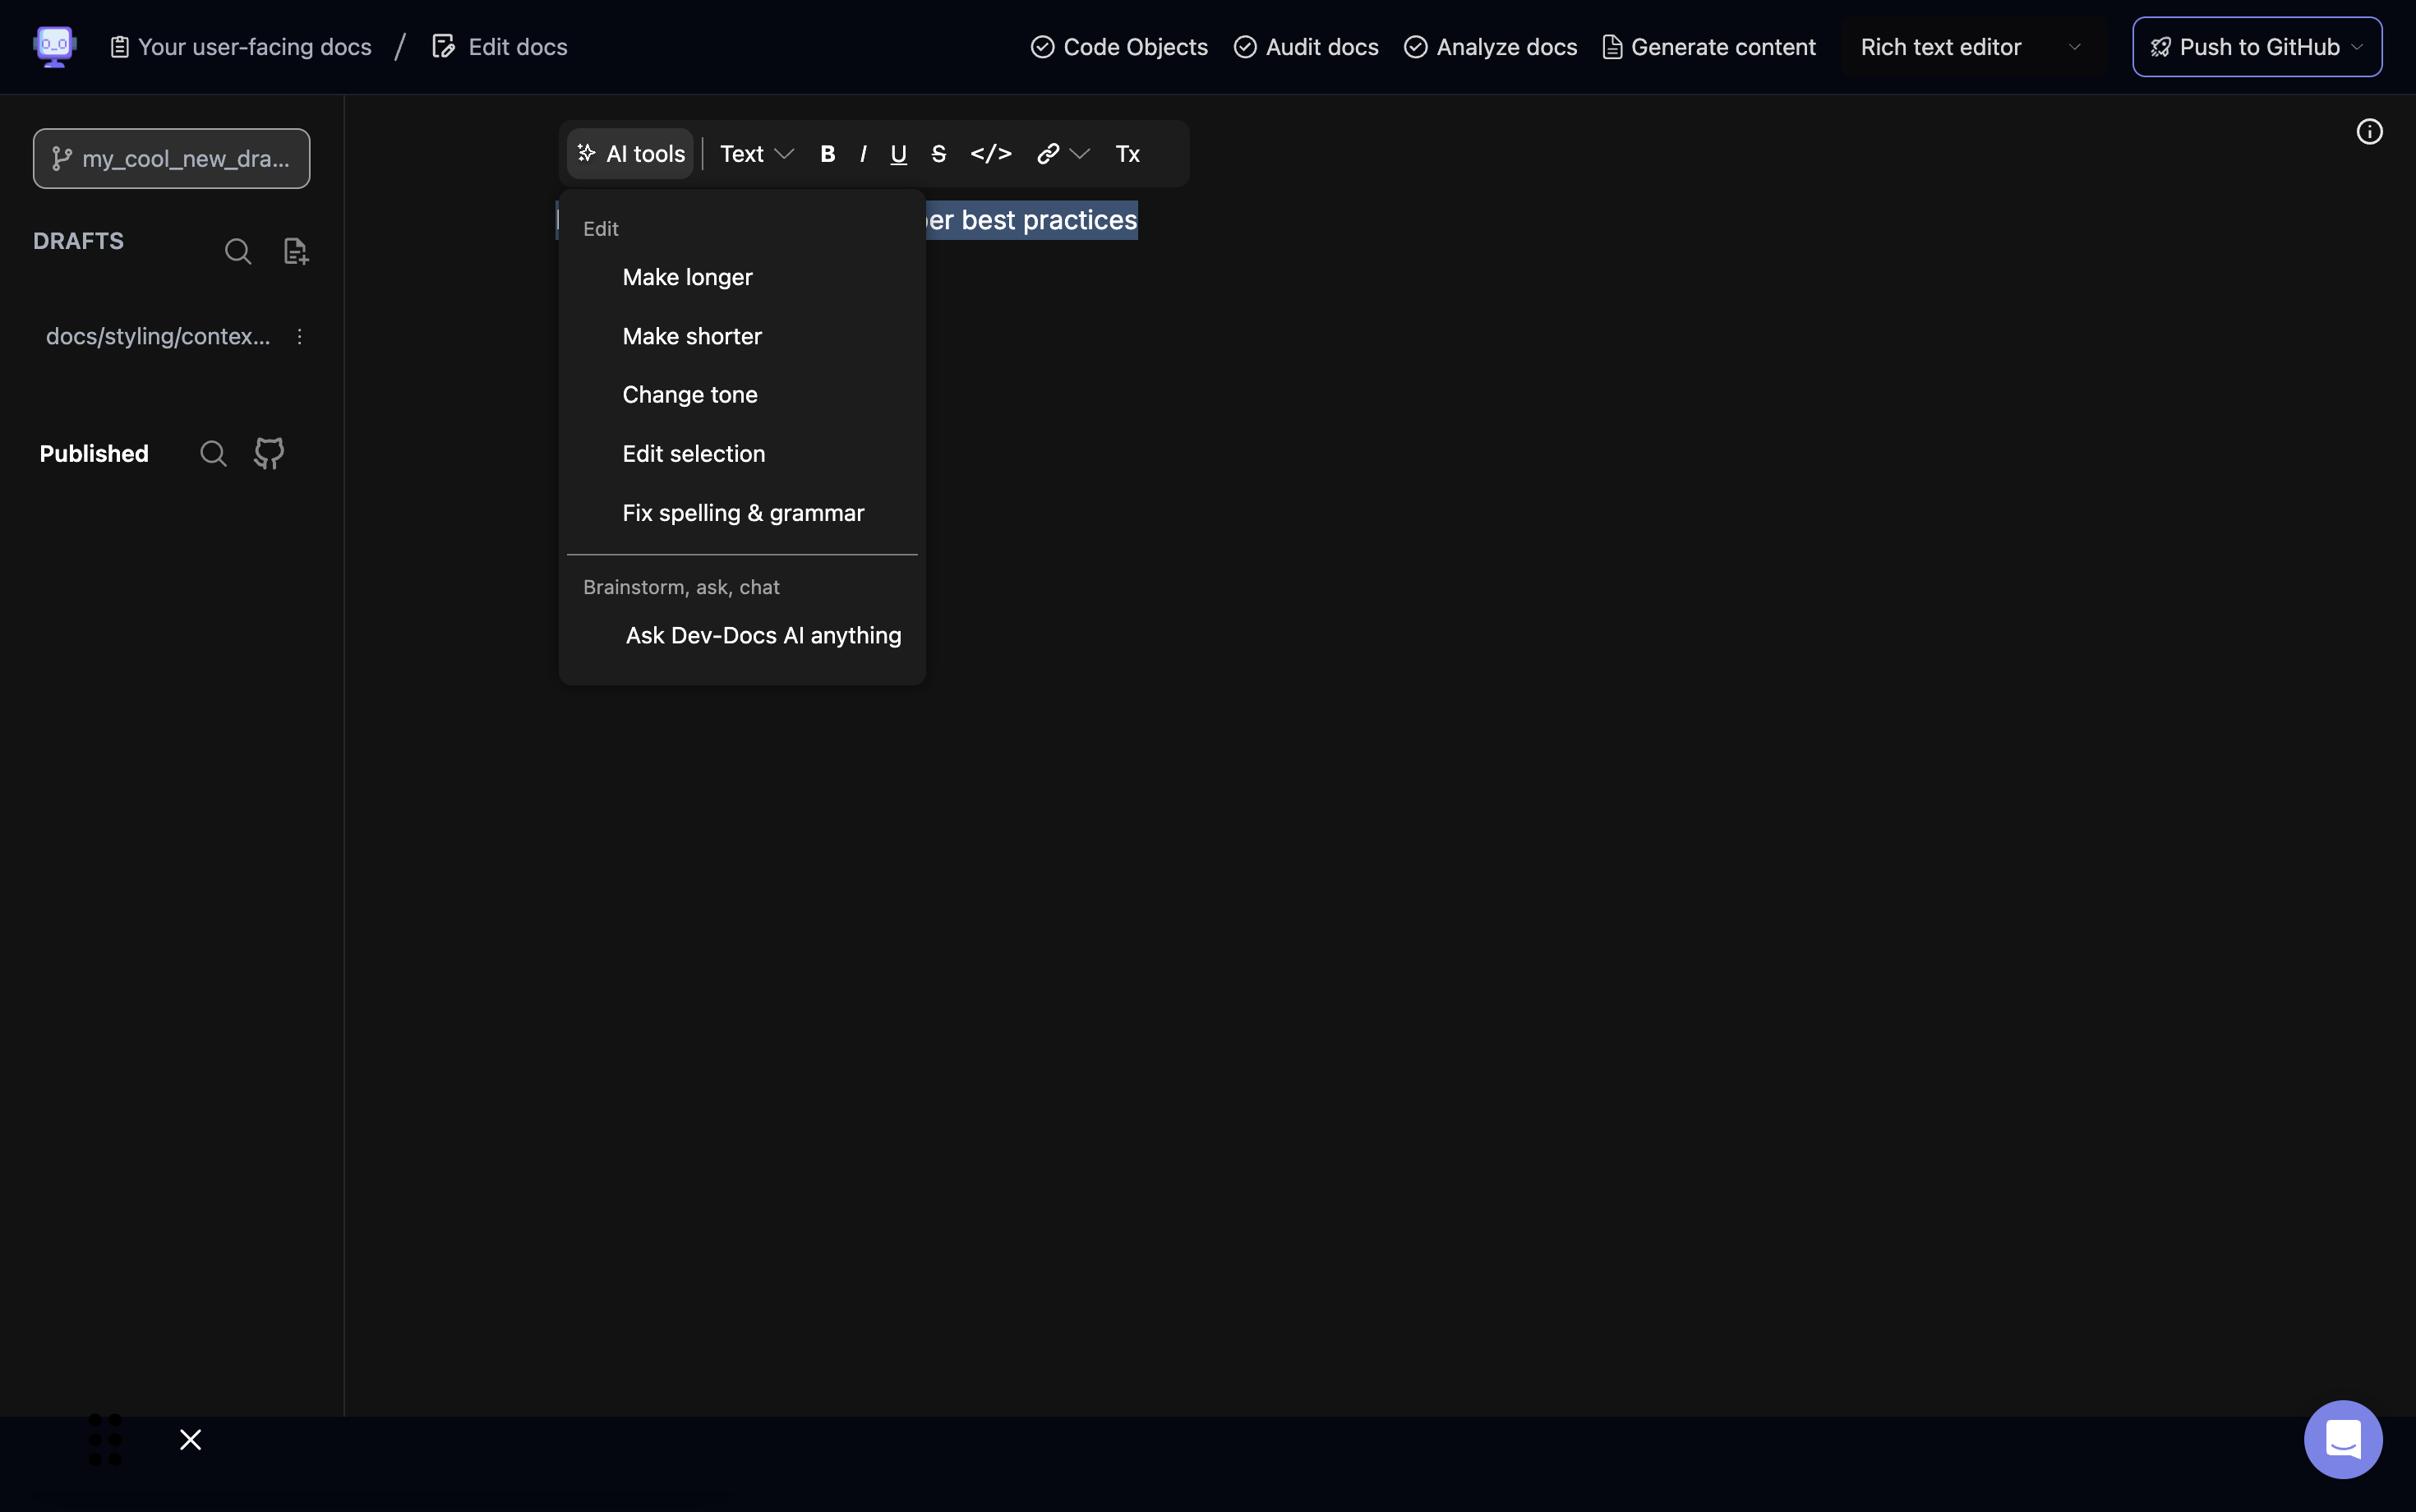 Your user-facing docs / Edit docs
Code Objects Audit docs Analyze docs Generate content Rich text editor Push to GitHub
my_cool_new_dra...
DRAFTS
docs/styling/contex...
Published
AI tools Text B I U S </> Tx
best practices
Edit
Make longer
Make shorter
Change tone
Edit selection
Fix spelling & grammar
Brainstorm, ask, chat
Ask Dev-Docs AI anything